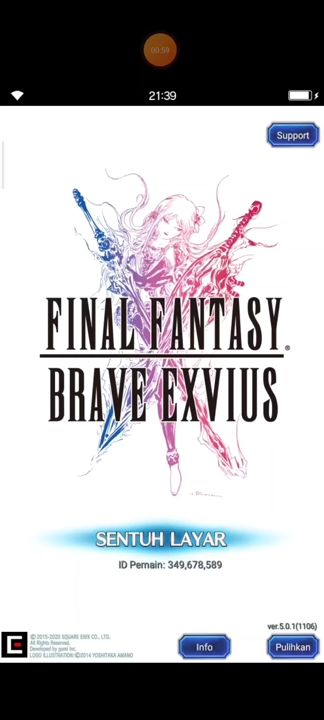 00:59
21:39
Support
FINAL FANTASY®
BRAVE EXVIUS
SENTUH LAYAR
ID Pemain: 349,678,589
ver.5.0.1(1106)
© 2015-2020 SQUARE ENIX CO., LTD.
All Rights Reserved.
Developed by gumi Inc.
LOGO ILLUSTRATION:©2014 YOSHITAKA AMANO
Info
Pulihkan